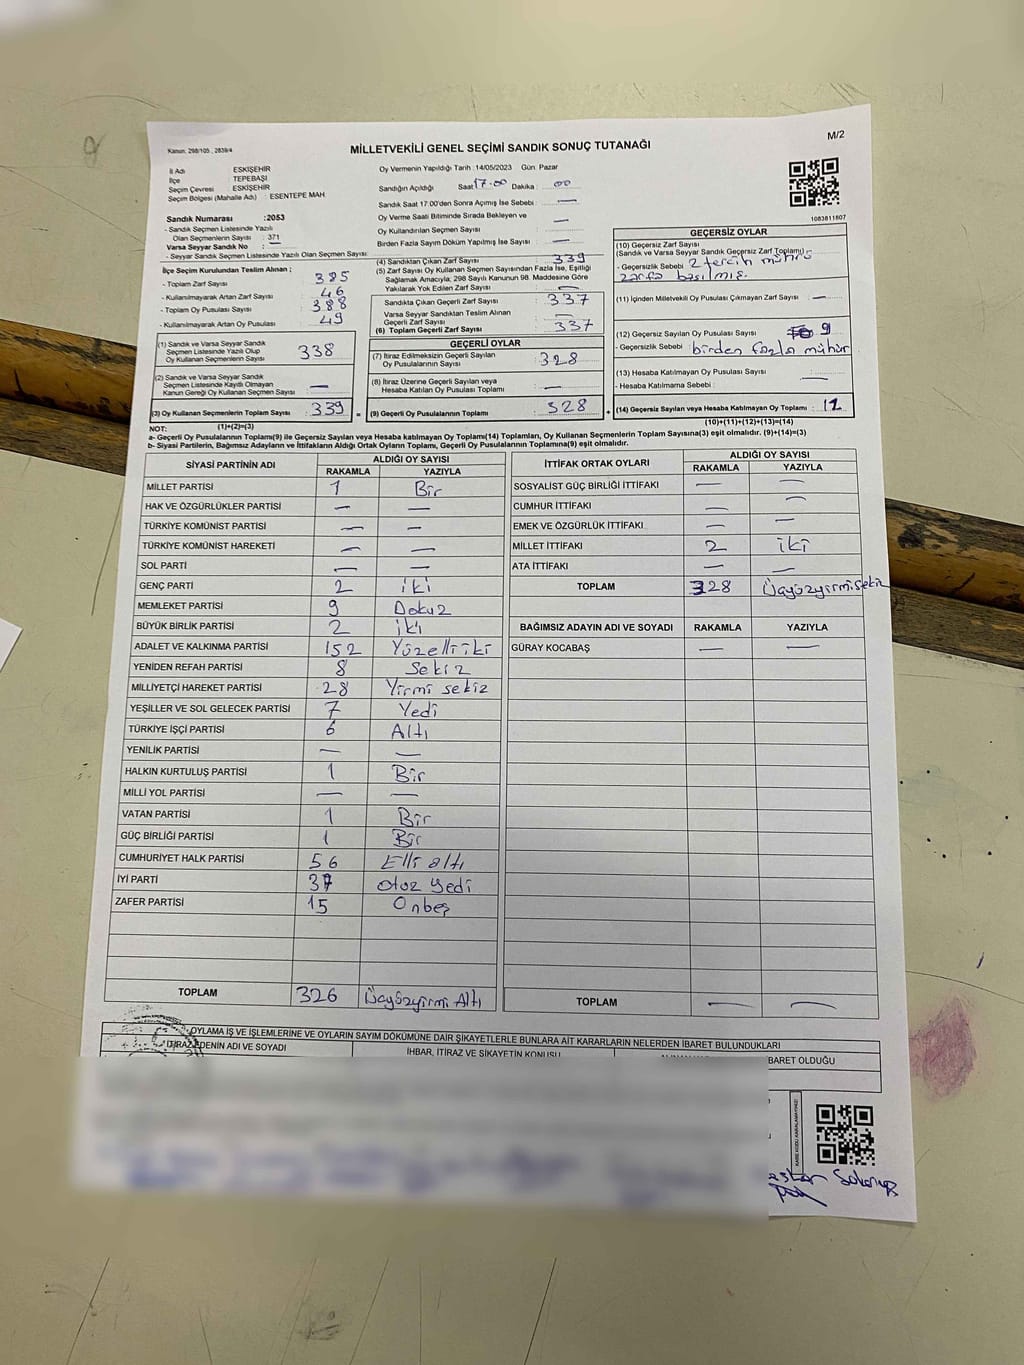 M/2
Kanun. 298/105 , 2839/4
MİLLETVEKİLİ GENEL SEÇİMİ SANDIK SONUÇ TUTANAĞI
İl Adı : ESKİŞEHİR
İlçe : TEPEBAŞI
Seçim Çevresi : ESKİŞEHİR
Seçim Bölgesi (Mahalle Adı) : ESENTEPE MAH.
Sandık Numarası :2053
- Sandık Seçmen Listesinde Yazılı
Olan Seçmenlerin Sayısı : 371
Varsa Seyyar Sandık No : —
- Seyyar Sandık Seçmen Listesinde Yazılı Olan Seçmen Sayısı:
İlçe Seçim Kurulundan Teslim Alınan ;
- Toplam Zarf Sayısı : 385
- Kullanılmayarak Artan Zarf Sayısı : 46
- Toplam Oy Pusulası Sayısı : 388
- Kullanılmayarak Artan Oy Pusulası : 49
(1) Sandık ve Varsa Seyyar Sandık
Seçmen Listesinde Yazılı Olup
Oy Kullanan Seçmenlerin Sayısı : 338
(2) Sandık ve Varsa Seyyar Sandık
Seçmen Listesinde Kayıtlı Olmayan
Kanun Gereği Oy Kullanan Seçmen Sayısı : —
(3) Oy Kullanan Seçmenlerin Toplam Sayısı : 339 =
(1)+(2)=(3)
Oy Vermenin Yapıldığı Tarih : 14/05/2023 Gün: Pazar
Sandığın Açıldığı Saat 17.00 Dakika : 00
Sandık Saat 17:00'den Sonra Açımış İse Sebebi : —
Oy Verme Saati Bitiminde Sırada Bekleyen ve
Oy Kullandırılan Seçmen Sayısı : —
Birden Fazla Sayım Döküm Yapılmış İse Sayısı : —
(4) Sandıktan Çıkan Zarf Sayısı : 339
(5) Zarf Sayısı Oy Kullanan Seçmen Sayısından Fazla İse, Eşitliği
Sağlamak Amacıyla; 298 Sayılı Kanunun 98. Maddesine Göre
Yakılarak Yok Edilen Zarf Sayısı : —
Sandıkta Çıkan Geçerli Zarf Sayısı : 337
Varsa Seyyar Sandıktan Teslim Alınan
Geçerli Zarf Sayısı : —
(6) Toplam Geçerli Zarf Sayısı : 337
GEÇERLİ OYLAR
(7) İtiraz Edilmeksizin Geçerli Sayılan
Oy Pusulalarının Sayısı : 328
(8) İtiraz Üzerine Geçerli Sayılan veya
Hesaba Katılan Oy Pusulası Toplamı : —
(9) Geçerli Oy Pusulalarının Toplamı : 328 +
1083811807
GEÇERSİZ OYLAR
(10) Geçersiz Zarf Sayısı
(Sandık ve Varsa Seyyar Sandık Geçersiz Zarf Toplamı) :
- Geçersizlik Sebebi : 2 tercih mührü
zarfa basılmış.
(11) İçinden Milletvekili Oy Pusulası Çıkmayan Zarf Sayısı : —
(12) Geçersiz Sayılan Oy Pusulası Sayısı : 9
- Geçersizlik Sebebi : birden fazla mühür
(13) Hesaba Katılmayan Oy Pusulası Sayısı : —
- Hesaba Katılmama Sebebi :
(14) Geçersiz Sayılan veya Hesaba Katılmayan Oy Toplamı : 11
(10)+(11)+(12)+(13)=(14)
NOT:
a- Geçerli Oy Pusulalarının Toplamı(9) ile Geçersiz Sayılan veya Hesaba katılmayan Oy Toplamı(14) Toplamları, Oy Kullanan Seçmenlerin Toplam Sayısına(3) eşit olmalıdır. (9)+(14)=(3)
b- Siyasi Partilerin, Bağımsız Adayların ve İttifakların Aldığı Ortak Oyların Toplamı, Geçerli Oy Pusulalarının Toplamına(9) eşit olmalıdır.
SİYASİ PARTİNİN ADI ALDIĞI OY SAYISI
RAKAMLA YAZIYLA
MİLLET PARTİSİ 1 Bir
HAK VE ÖZGÜRLÜKLER PARTİSİ — —
TÜRKİYE KOMÜNİST PARTİSİ — —
TÜRKİYE KOMÜNİST HAREKETİ — —
SOL PARTİ — —
GENÇ PARTİ 2 iki
MEMLEKET PARTİSİ 9 Dokuz
BÜYÜK BİRLİK PARTİSİ 2 iki
ADALET VE KALKINMA PARTİSİ 152 Yüzelli iki
YENİDEN REFAH PARTİSİ 8 Sekiz
MİLLİYETÇİ HAREKET PARTİSİ 28 Yirmi sekiz
YEŞİLLER VE SOL GELECEK PARTİSİ 7 Yedi
TÜRKİYE İŞÇİ PARTİSİ 6 Altı
YENİLİK PARTİSİ — —
HALKIN KURTULUŞ PARTİSİ 1 Bir
MİLLİ YOL PARTİSİ — —
VATAN PARTİSİ 1 Bir
GÜÇ BİRLİĞİ PARTİSİ 1 Bir
CUMHURİYET HALK PARTİSİ 56 Elli altı
İYİ PARTİ 37 otuz yedi
ZAFER PARTİSİ 15 Onbeş
TOPLAM 326 Üçyüzyirmi Altı
İTTİFAK ORTAK OYLARI ALDIĞI OY SAYISI
RAKAMLA YAZIYLA
SOSYALİST GÜÇ BİRLİĞİ İTTİFAKI — —
CUMHUR İTTİFAKI — —
EMEK VE ÖZGÜRLÜK İTTİFAKI — —
MİLLET İTTİFAKI 2 iki
ATA İTTİFAKI — —
TOPLAM 328 Üçyüzyirmisekiz
BAĞIMSIZ ADAYIN ADI VE SOYADI RAKAMLA YAZIYLA
GÜRAY KOCABAŞ — —
TOPLAM — —
OYLAMA İŞ VE İŞLEMLERİNE VE OYLARIN SAYIM DÖKÜMÜNE DAİR ŞİKAYETLERLE BUNLARA AİT KARARLARIN NELERDEN İBARET BULUNDUKLARI
İTİRAZ EDENİN ADI VE SOYADI İHBAR, İTİRAZ VE ŞİKAYETİN KONUSU BARET OLDUĞU